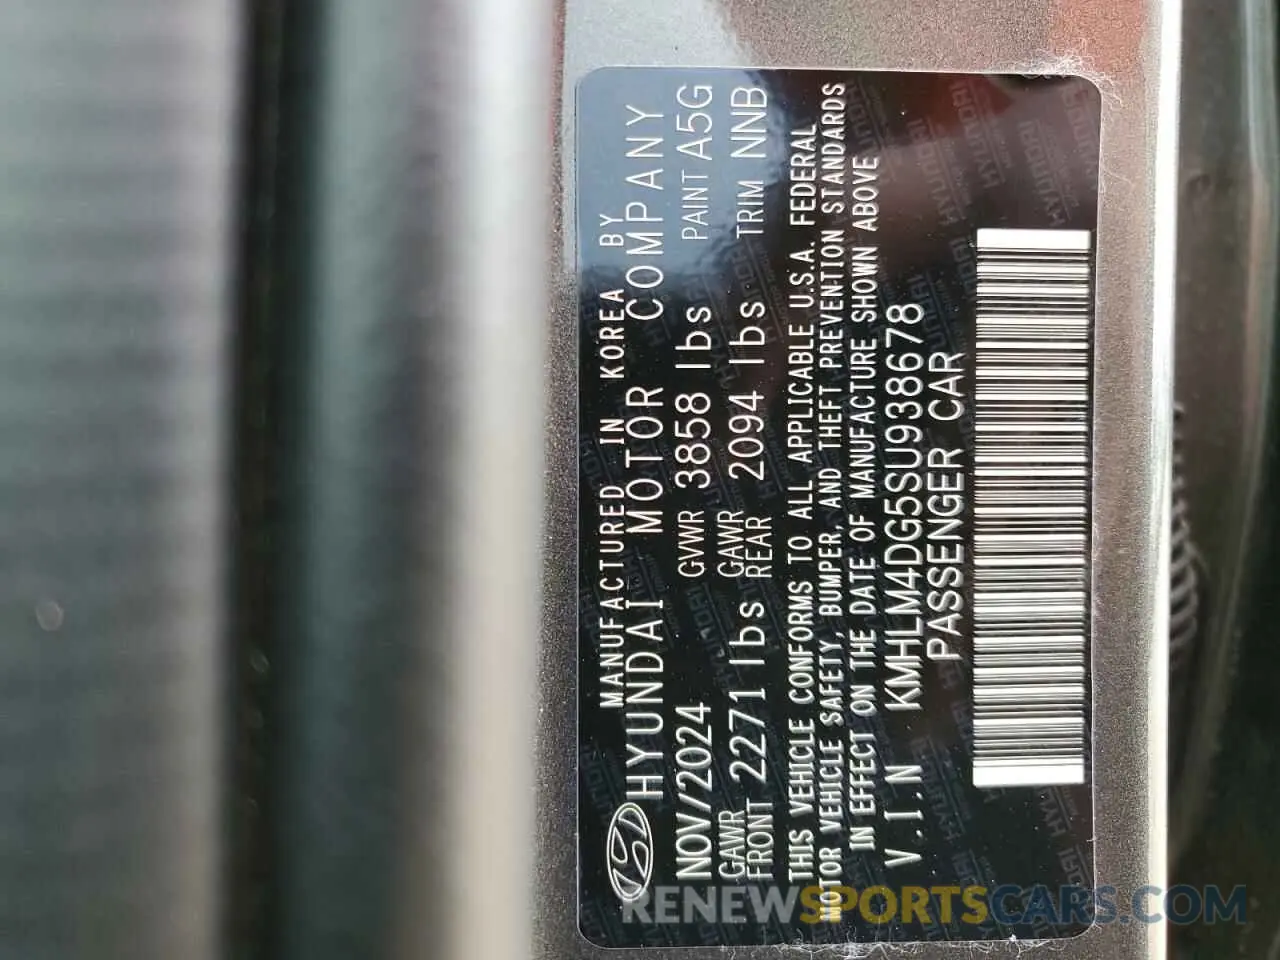 MANUFACTURED IN KOREA BY
HYUNDAI MOTOR COMPANY
NOV/2024 GVWR 3858 lbs PAINT A5G
GAWR FRONT 2271 lbs GAWR REAR 2094 lbs TRIM NNB
THIS VEHICLE CONFORMS TO ALL APPLICABLE U.S.A. FEDERAL
MOTOR VEHICLE SAFETY, BUMPER, AND THEFT PREVENTION STANDARDS
IN EFFECT ON THE DATE OF MANUFACTURE SHOWN ABOVE
V.I.N KMHLM4DG5SU938678
PASSENGER CAR
RENEWSPORTSCARS.COM